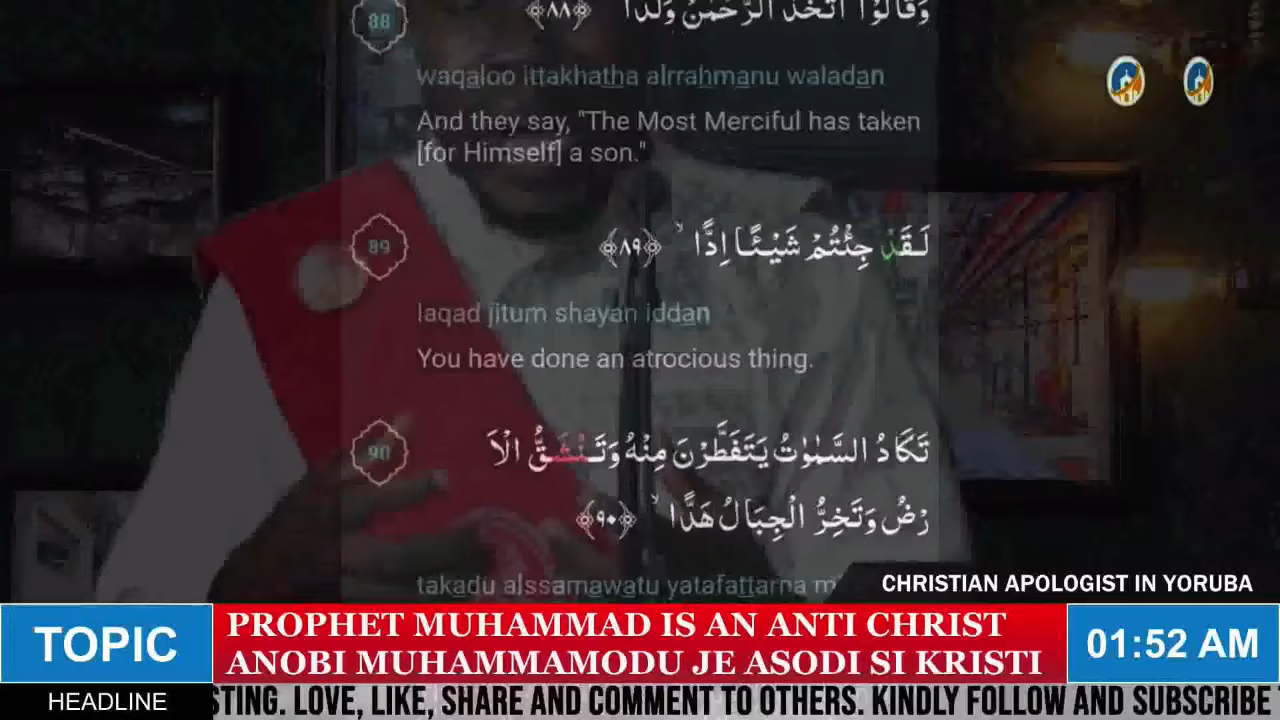 88
وَقَالُوا اتَّخَذَ الرَّحْمٰنُ وَلَدًا ﴿٨٨﴾
waqaloo ittakhatha alrrahmanu waladan
And they say, "The Most Merciful has taken
[for Himself] a son."
89
لَـقَدْ جِئْتُمْ شَيْـًٔـا اِدًّا ۙ ﴿٨٩﴾
laqad jitum shayan iddan
You have done an atrocious thing.
90
تَكَادُ السَّمٰوٰتُ يَتَفَطَّرْنَ مِنْهُ وَتَـنْشَـقُّ الْاَ
رْضُ وَتَخِرُّ الْجِبَالُ هَدًّا ۙ ﴿٩٠﴾
takadu alssamawatu yatafattarna m
CHRISTIAN APOLOGIST IN YORUBA
TOPIC
PROPHET MUHAMMAD IS AN ANTI CHRIST
ANOBI MUHAMMAMODU JE ASODI SI KRISTI
01:52 AM
HEADLINE
STING. LOVE, LIKE, SHARE AND COMMENT TO OTHERS. KINDLY FOLLOW AND SUBSCRIBE